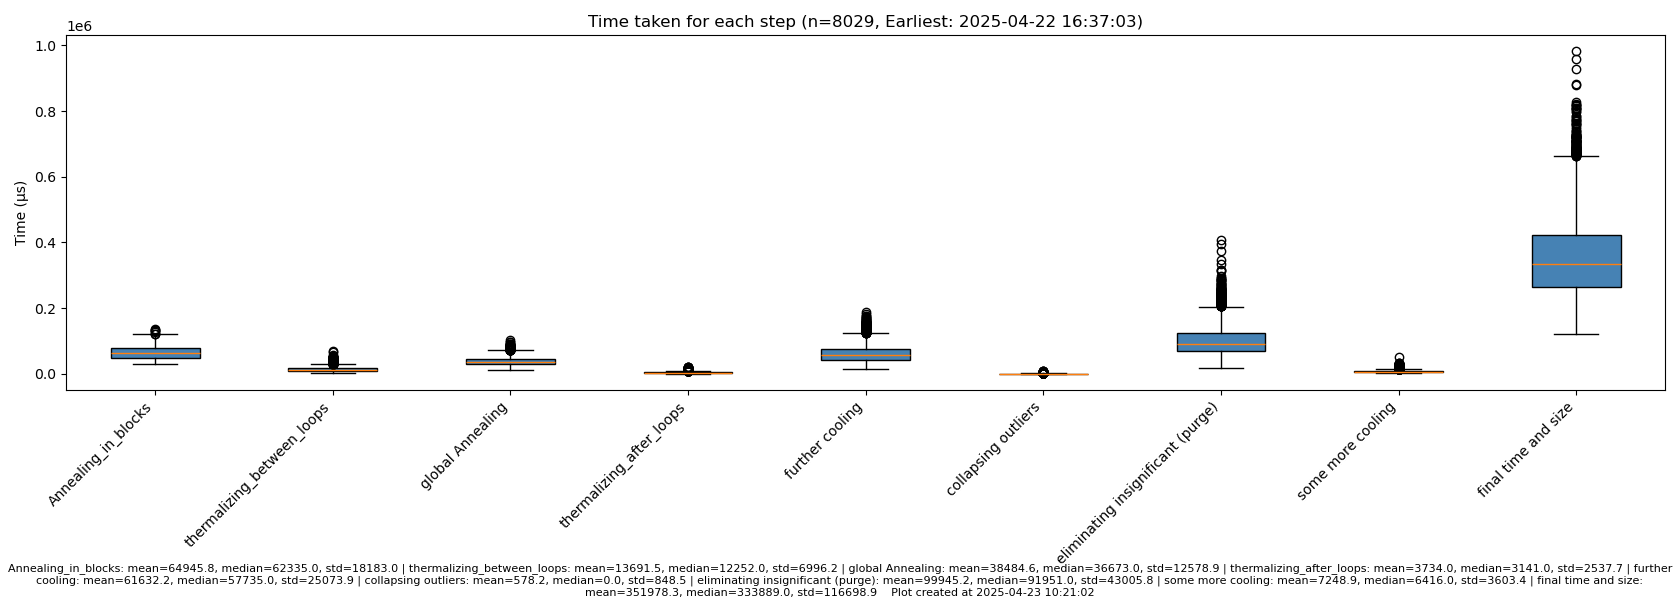 Time taken for each step (n=8029, Earliest: 2025-04-22 16:37:03)
1e6
1.0
0.8
0.6
0.4
0.2
0.0
Time (µs)
Annealing_in_blocks
thermalizing_between_loops
global Annealing
thermalizing_after_loops
further cooling
collapsing outliers
eliminating insignificant (purge)
some more cooling
final time and size
Annealing_in_blocks: mean=64945.8, median=62335.0, std=18183.0 | thermalizing_between_loops: mean=13691.5, median=12252.0, std=6996.2 | global Annealing: mean=38484.6, median=36673.0, std=12578.9 | thermalizing_after_loops: mean=3734.0, median=3141.0, std=2537.7 | further
cooling: mean=61632.2, median=57735.0, std=25073.9 | collapsing outliers: mean=578.2, median=0.0, std=848.5 | eliminating insignificant (purge): mean=99945.2, median=91951.0, std=43005.8 | some more cooling: mean=7248.9, median=6416.0, std=3603.4 | final time and size:
mean=351978.3, median=333889.0, std=116698.9    Plot created at 2025-04-23 10:21:02